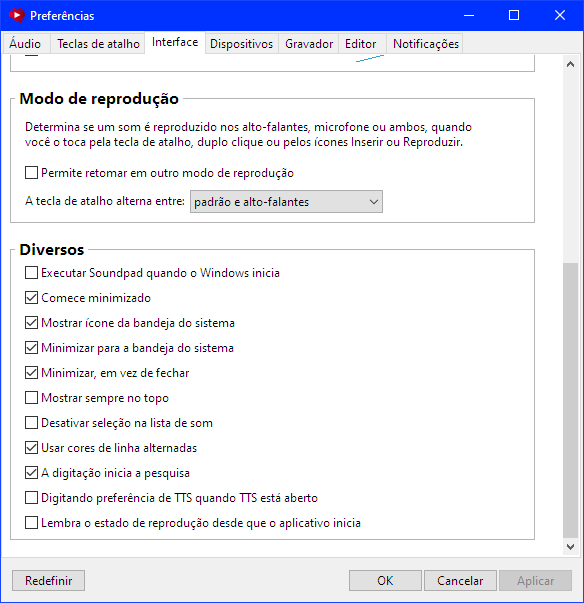 Preferências
Áudio
Teclas de atalho
Interface
Dispositivos
Gravador
Editor
Notificações
Modo de reprodução
Determina se um som é reproduzido nos alto-falantes, microfone ou ambos, quando
você o toca pela tecla de atalho, duplo clique ou pelos ícones Inserir ou Reproduzir.
Permite retomar em outro modo de reprodução
A tecla de atalho alterna entre: padrão e alto-falantes
Diversos
Executar Soundpad quando o Windows inicia
Comece minimizado
Mostrar ícone da bandeja do sistema
Minimizar para a bandeja do sistema
Minimizar, em vez de fechar
Mostrar sempre no topo
Desativar seleção na lista de som
Usar cores de linha alternadas
A digitação inicia a pesquisa
Digitando preferência de TTS quando TTS está aberto
Lembra o estado de reprodução desde que o aplicativo inicia
Redefinir
OK
Cancelar
Aplicar